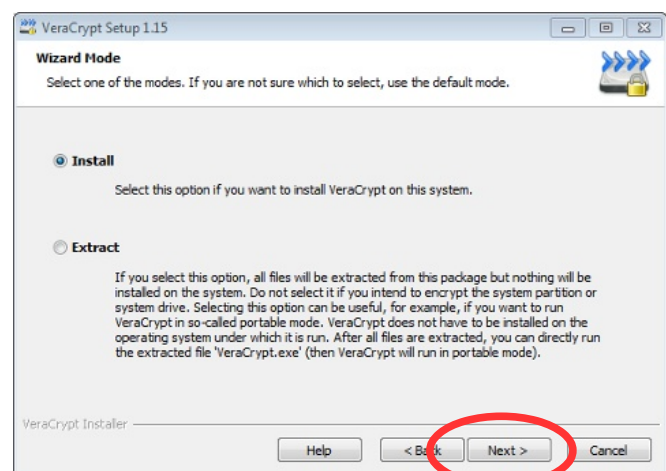 VeraCrypt Setup 1.15
Wizard Mode
Select one of the modes. If you are not sure which to select, use the default mode.
Install
Select this option if you want to install VeraCrypt on this system.
Extract
If you select this option, all files will be extracted from this package but nothing will be
installed on the system. Do not select it if you intend to encrypt the system partition or
system drive. Selecting this option can be useful, for example, if you want to run
VeraCrypt in so-called portable mode. VeraCrypt does not have to be installed on the
operating system under which it is run. After all files are extracted, you can directly run
the extracted file 'VeraCrypt.exe' (then VeraCrypt will run in portable mode).
VeraCrypt Installer
Help < Back Next > Cancel